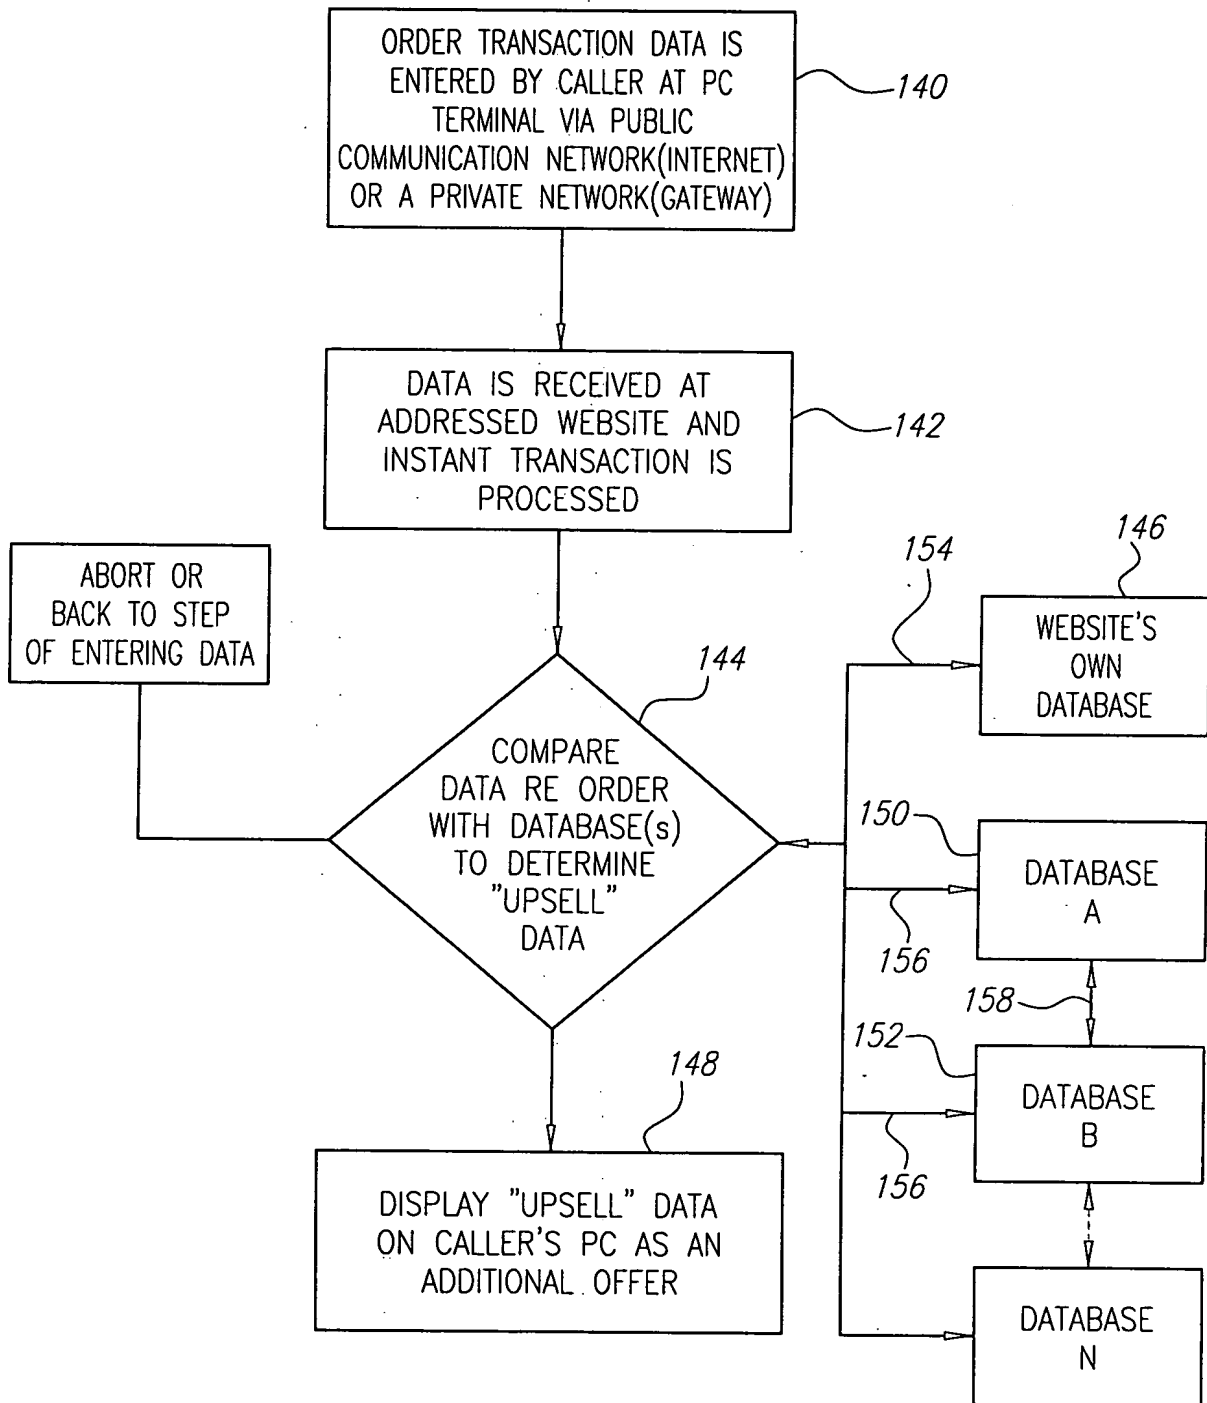 ORDER TRANSACTION DATA IS
ENTERED BY CALLER AT PC
TERMINAL VIA PUBLIC
COMMUNICATION NETWORK(INTERNET)
OR A PRIVATE NETWORK(GATEWAY)
140
DATA IS RECEIVED AT
ADDRESSED WEBSITE AND
INSTANT TRANSACTION IS
PROCESSED
142
ABORT OR
BACK TO STEP
OF ENTERING DATA
144
COMPARE
DATA RE ORDER
WITH DATABASE(s)
TO DETERMINE
"UPSELL"
DATA
154
146
WEBSITE'S
OWN
DATABASE
150
DATABASE
A
156
158
152
DATABASE
B
156
DATABASE
N
148
DISPLAY "UPSELL" DATA
ON CALLER'S PC AS AN
ADDITIONAL OFFER